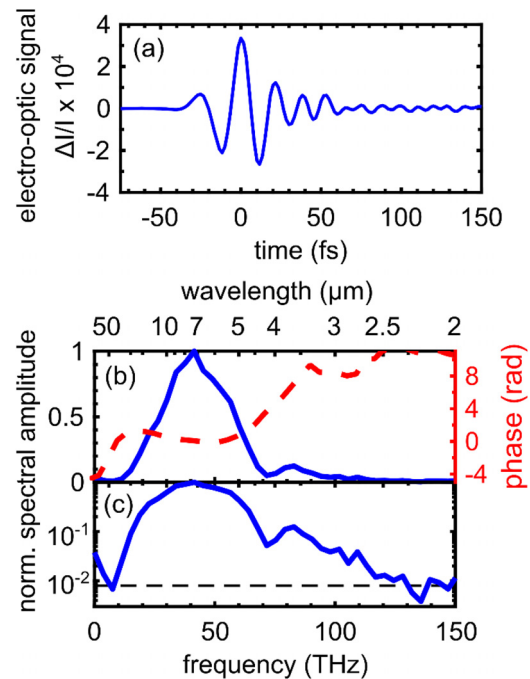 electro-optic signal
ΔI/I x 10⁴
(a)
4
2
0
-2
-4
-50 0 50 100 150
time (fs)
wavelength (μm)
50 10 7 5 4 3 2.5 2
norm. spectral amplitude
(b)
1
0.5
0
8
4
0
-4
phase (rad)
(c)
10⁻¹
10⁻²
0 50 100 150
frequency (THz)